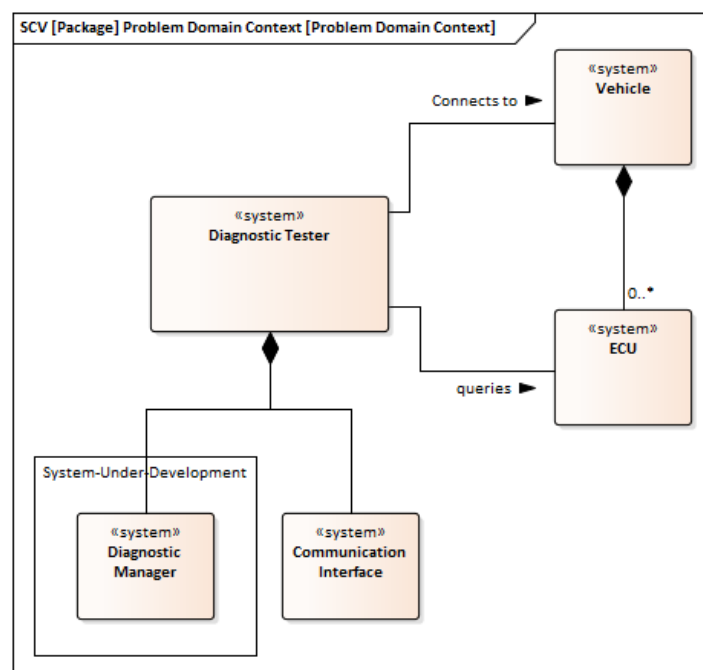 SCV [Package] Problem Domain Context [Problem Domain Context]
«system»
Vehicle
Connects to
«system»
Diagnostic Tester
0..*
«system»
ECU
queries
System-Under-Development
«system»
Diagnostic
Manager
«system»
Communication
Interface